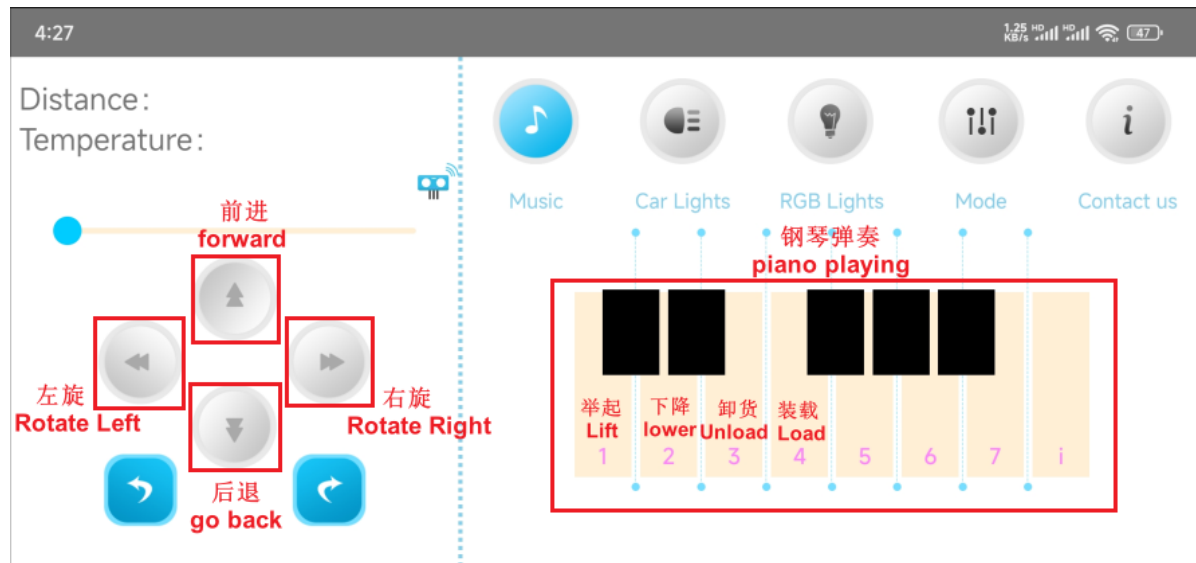 4:27
1.25 KB/s HD HD 47
Distance:
Temperature:
Music
Car Lights
RGB Lights
Mode
Contact us
前进
forward
左旋
Rotate Left
右旋
Rotate Right
后退
go back
钢琴弹奏
piano playing
举起
Lift
下降
lower
卸货
Unload
装载
Load
1 2 3 4 5 6 7 i